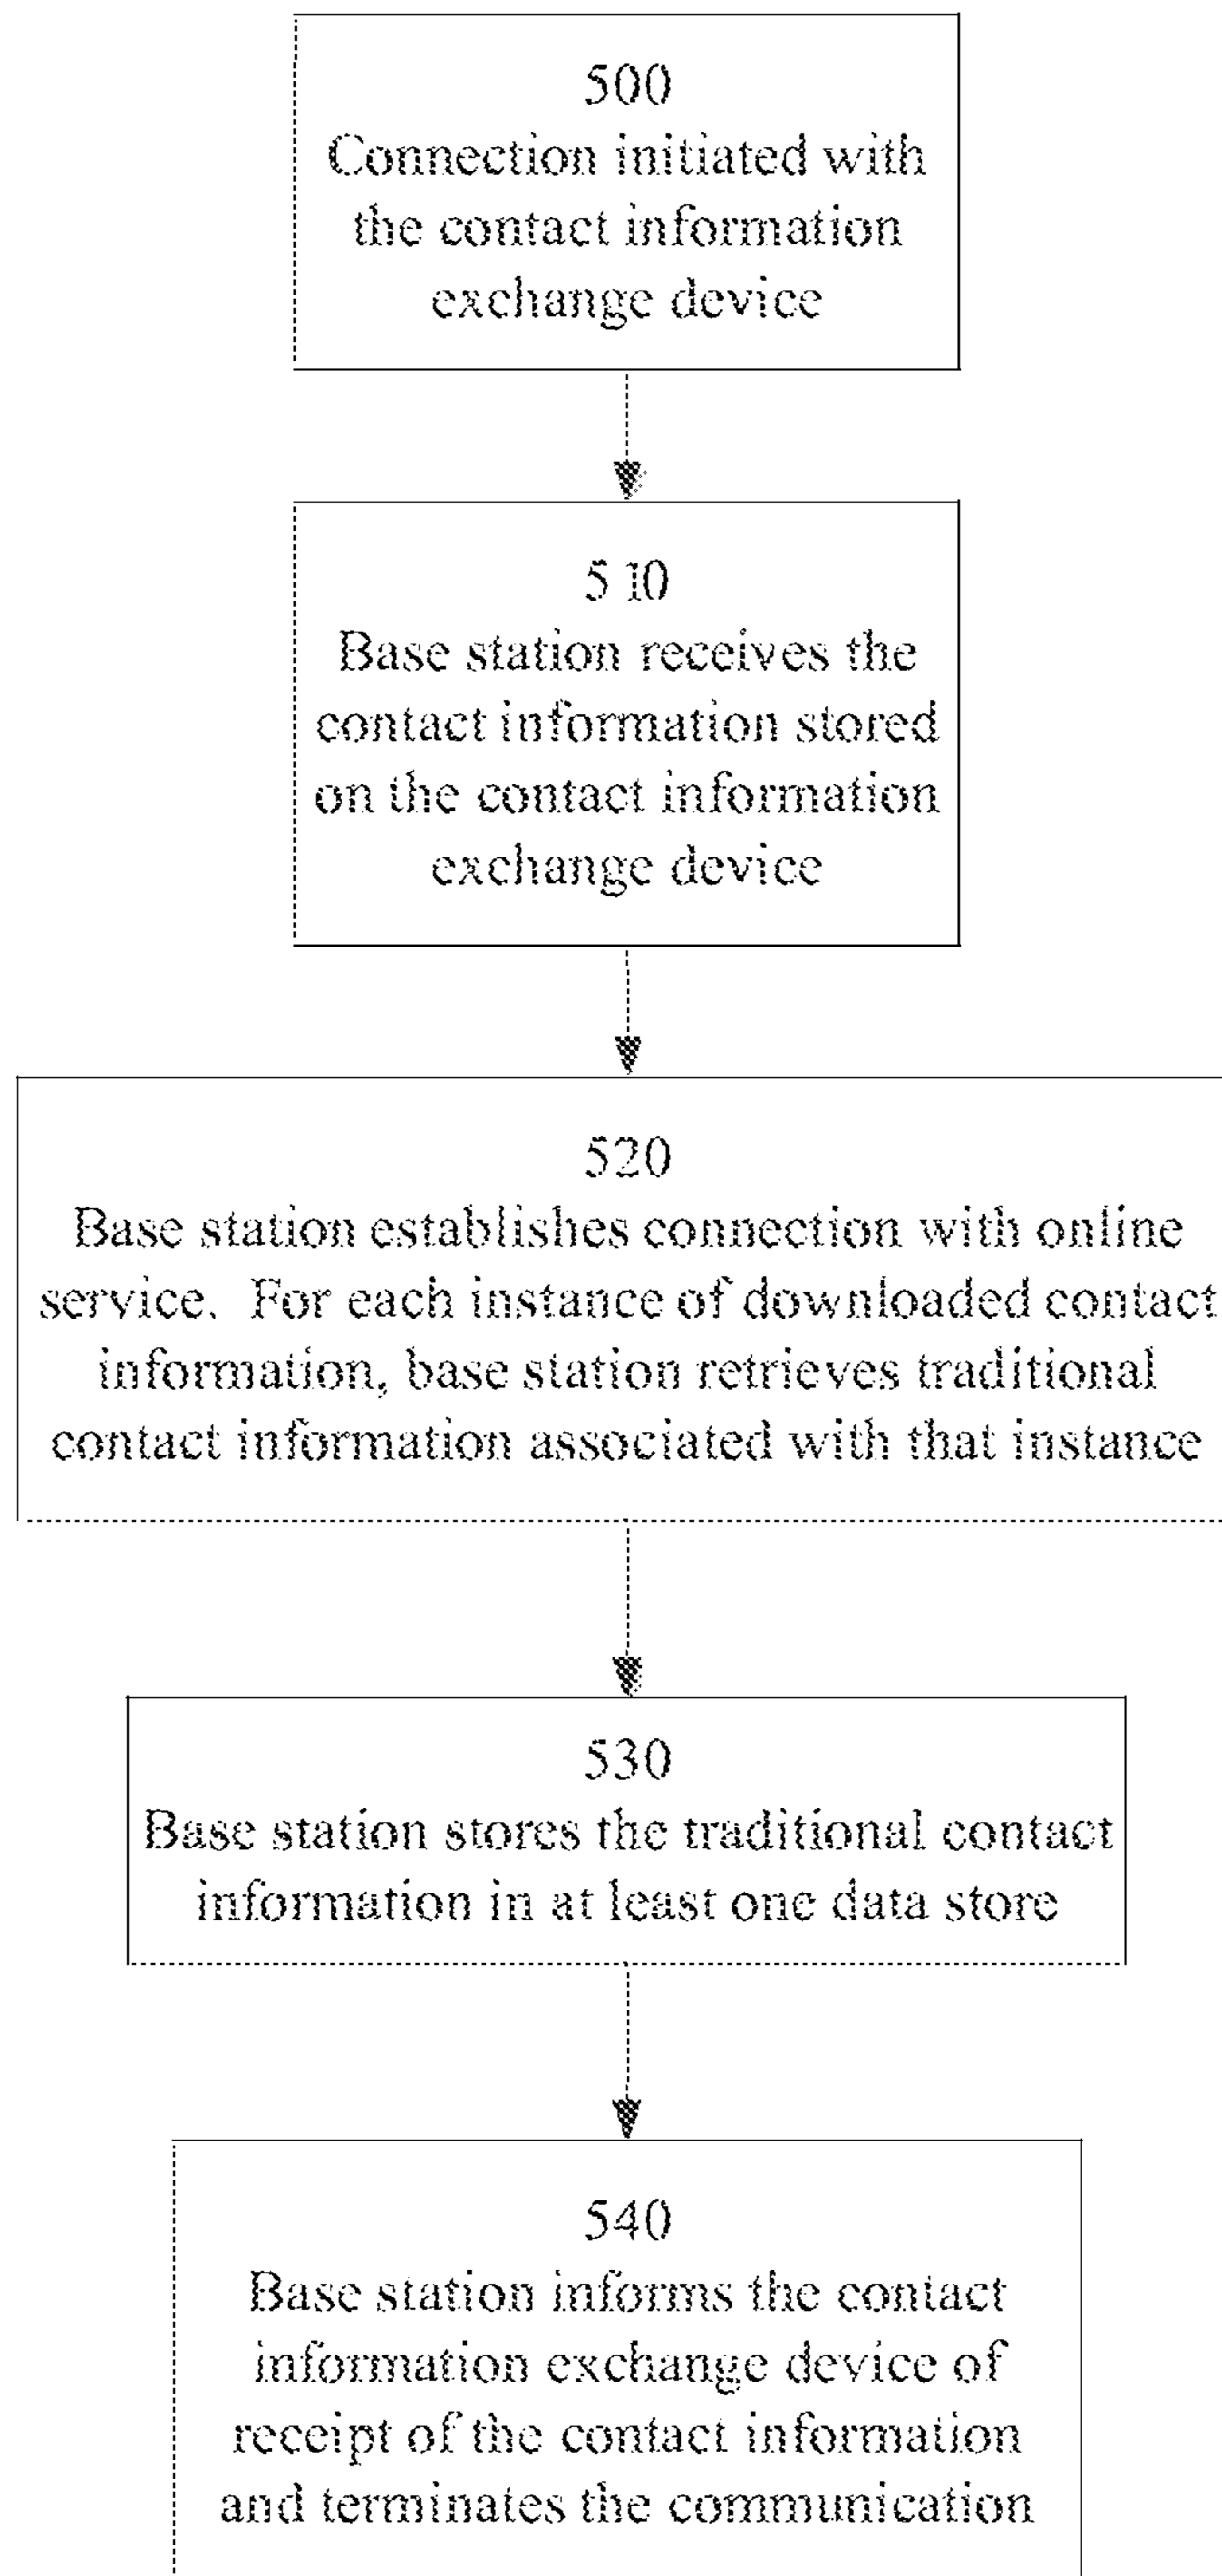 500
Connection initiated with
the contact information
exchange device
510
Base station receives the
contact information stored
on the contact information
exchange device
520
Base station establishes connection with online
service.  For each instance of downloaded contact
information, base station retrieves traditional
contact information associated with that instance
530
Base station stores the traditional contact
information in at least one data store
540
Base station informs the contact
information exchange device of
receipt of the contact information
and terminates the communication